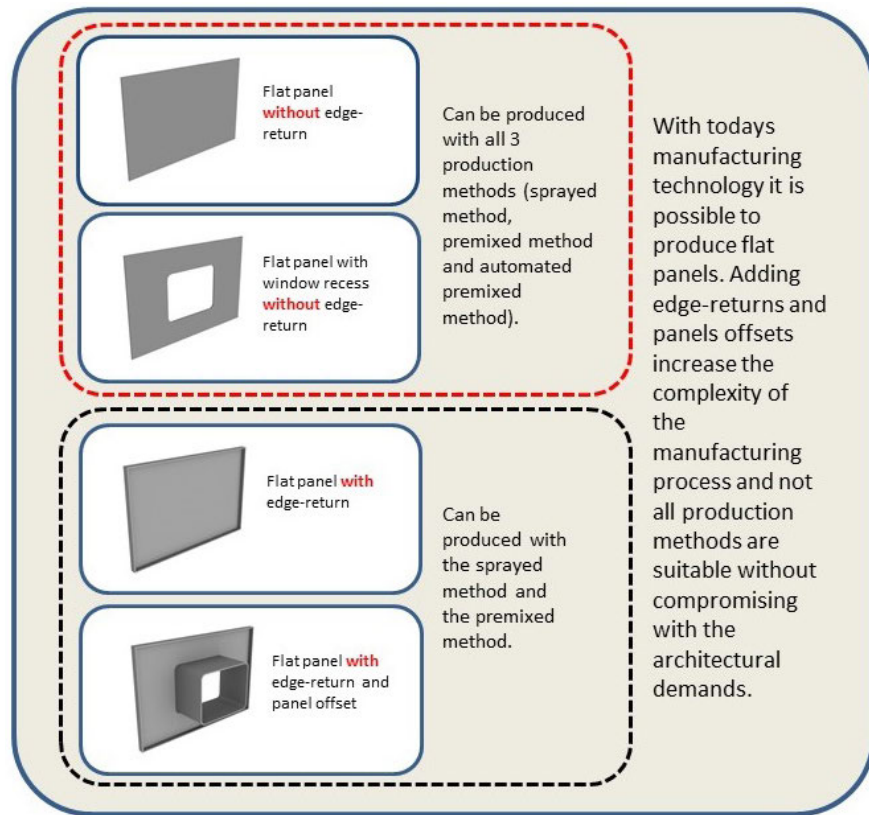 Flat panel
without edge-
return
Flat panel with
window recess
without edge-
return
Can be produced
with all 3
production
methods (sprayed
method,
premixed method
and automated
premixed
method).
Flat panel with
edge-return
Flat panel with
edge-return and
panel offset
Can be
produced with
the sprayed
method and
the premixed
method.
With todays
manufacturing
technology it is
possible to
produce flat
panels. Adding
edge-returns and
panels offsets
increase the
complexity of
the
manufacturing
process and not
all production
methods are
suitable without
compromising
with the
architectural
demands.